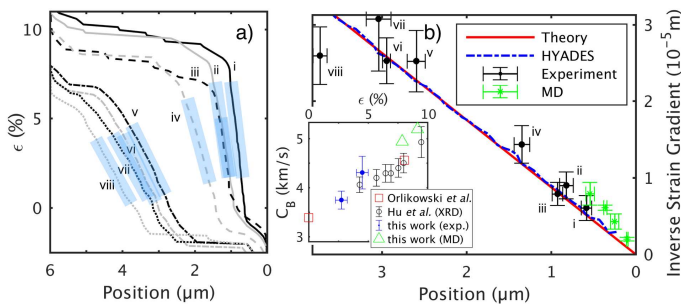 a)
ϵ (%)
10
5
0
6
4
2
0
Position (μm)
i
ii
iii
iv
v
vi
vii
viii
b)
Theory
HYADES
Experiment
MD
vii
vi
v
viii
iv
ii
iii
i
ϵ (%)
0
5
10
C_B (km/s)
5
4
3
Orlikowski et al.
Hu et al. (XRD)
this work (exp.)
this work (MD)
3
2
1
0
Position (μm)
3
2
1
0
Inverse Strain Gradient (10⁻⁵m)